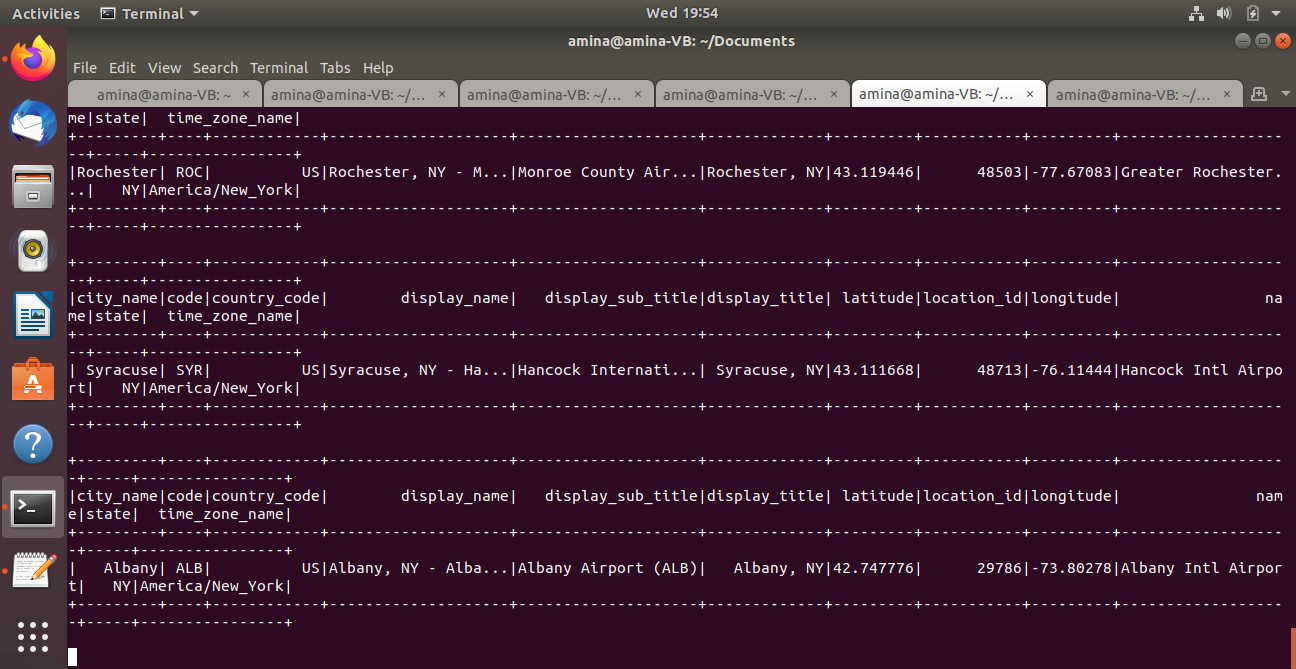 Activities Terminal Wed 19:54
amina@amina-VB: ~/Documents
File Edit View Search Terminal Tabs Help
amina@amina-VB: ~ × amina@amina-VB: ~/... × amina@amina-VB: ~/... × amina@amina-VB: ~/... × amina@amina-VB: ~/... × amina@amina-VB: ~/... ×
me|state|  time_zone_name|
+---------+----+------------+--------------------+--------------------+-------------+---------+-----------+---------+------------------
--+-----+----------------+
|Rochester| ROC|          US|Rochester, NY - M...|Monroe County Air...|Rochester, NY|43.119446|      48503|-77.67083|Greater Rochester.
..|   NY|America/New_York|
+---------+----+------------+--------------------+--------------------+-------------+---------+-----------+---------+------------------
--+-----+----------------+
+---------+----+------------+--------------------+--------------------+-------------+---------+-----------+---------+------------------
--+-----+----------------+
|city_name|code|country_code|        display_name|   display_sub_title|display_title| latitude|location_id|longitude|                na
me|state|  time_zone_name|
+---------+----+------------+--------------------+--------------------+-------------+---------+-----------+---------+------------------
--+-----+----------------+
| Syracuse| SYR|          US|Syracuse, NY - Ha...|Hancock Internati...| Syracuse, NY|43.111668|      48713|-76.11444|Hancock Intl Airpo
rt|   NY|America/New_York|
+---------+----+------------+--------------------+--------------------+-------------+---------+-----------+---------+------------------
--+-----+----------------+
+---------+----+------------+--------------------+--------------------+-------------+---------+-----------+---------+------------------
-+-----+----------------+
|city_name|code|country_code|        display_name|   display_sub_title|display_title| latitude|location_id|longitude|               nam
e|state|  time_zone_name|
+---------+----+------------+--------------------+--------------------+-------------+---------+-----------+---------+------------------
-+-----+----------------+
|   Albany| ALB|          US|Albany, NY - Alba...|Albany Airport (ALB)|   Albany, NY|42.747776|      29786|-73.80278|Albany Intl Airpor
t|   NY|America/New_York|
+---------+----+------------+--------------------+--------------------+-------------+---------+-----------+---------+------------------
-+-----+----------------+